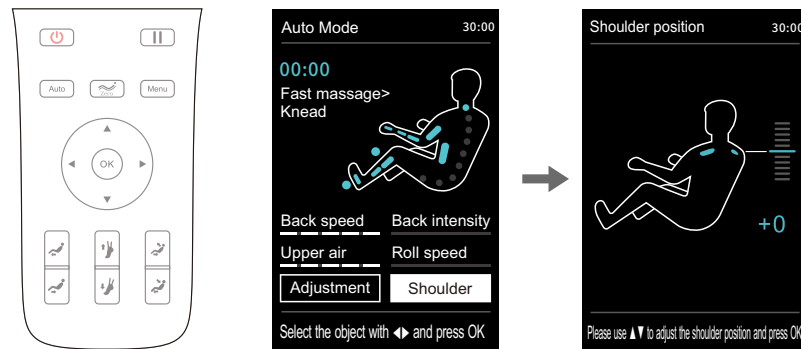 Auto
Zero
Menu
OK
Auto Mode 30:00
00:00
Fast massage>
Knead
Back speed Back intensity
Upper air Roll speed
Adjustment Shoulder
Select the object with ◀▶ and press OK
Shoulder position 30:00
+0
Please use ▲▼ to adjust the shoulder position and press OK